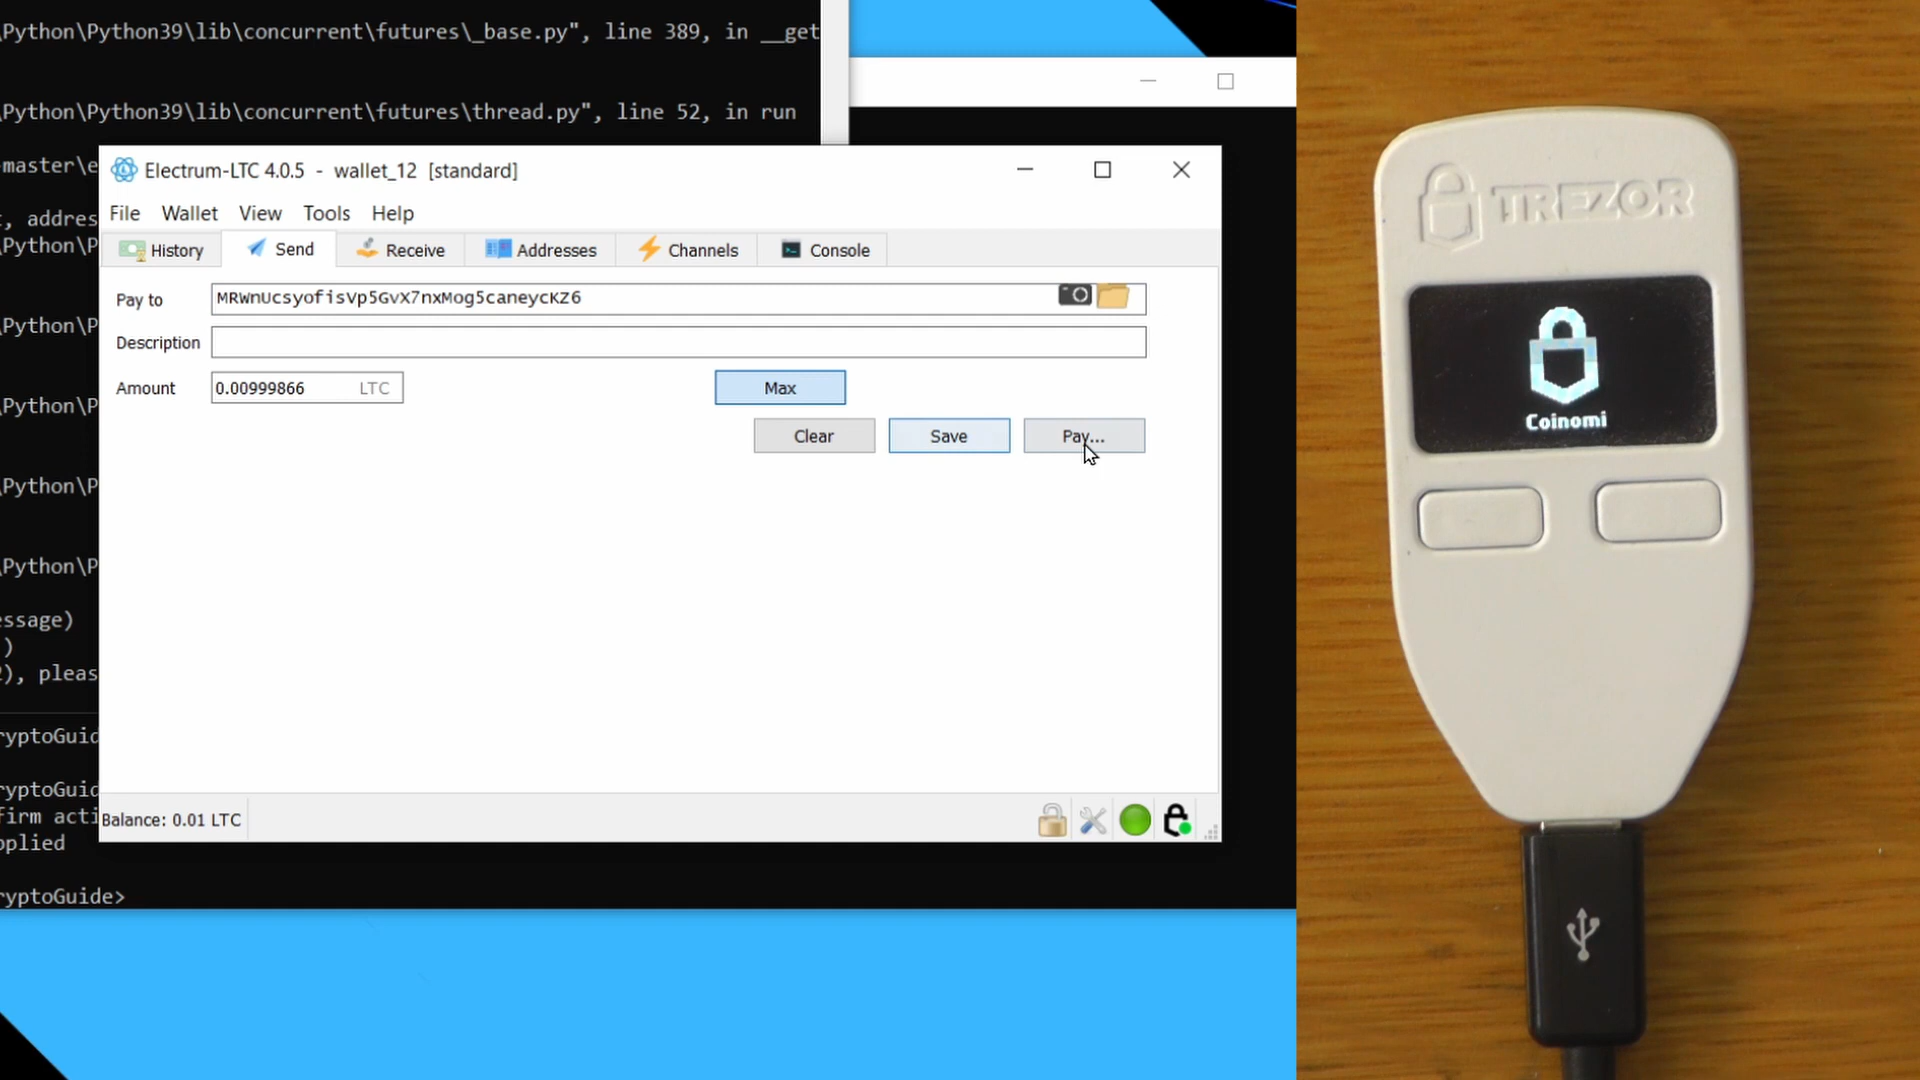 \Python\Python39\lib\concurrent\futures\_base.py", line 389, in __get
\Python\Python39\lib\concurrent\futures\thread.py", line 52, in run
-master\e
, addres
\Python\P
\Python\P
\Python\P
\Python\P
\Python\P
essage)
)
), pleas
ryptoGuid
ryptoGuid
firm acti
pplied
ryptoGuide>
Electrum-LTC 4.0.5 - wallet_12 [standard]
File Wallet View Tools Help
History Send Receive Addresses Channels Console
Pay to MRWnUcsyofisVp5GvX7nxMog5caneycKZ6
Description
Amount 0.00999866 LTC Max
Clear Save Pay...
Balance: 0.01 LTC
TREZOR
Coinomi